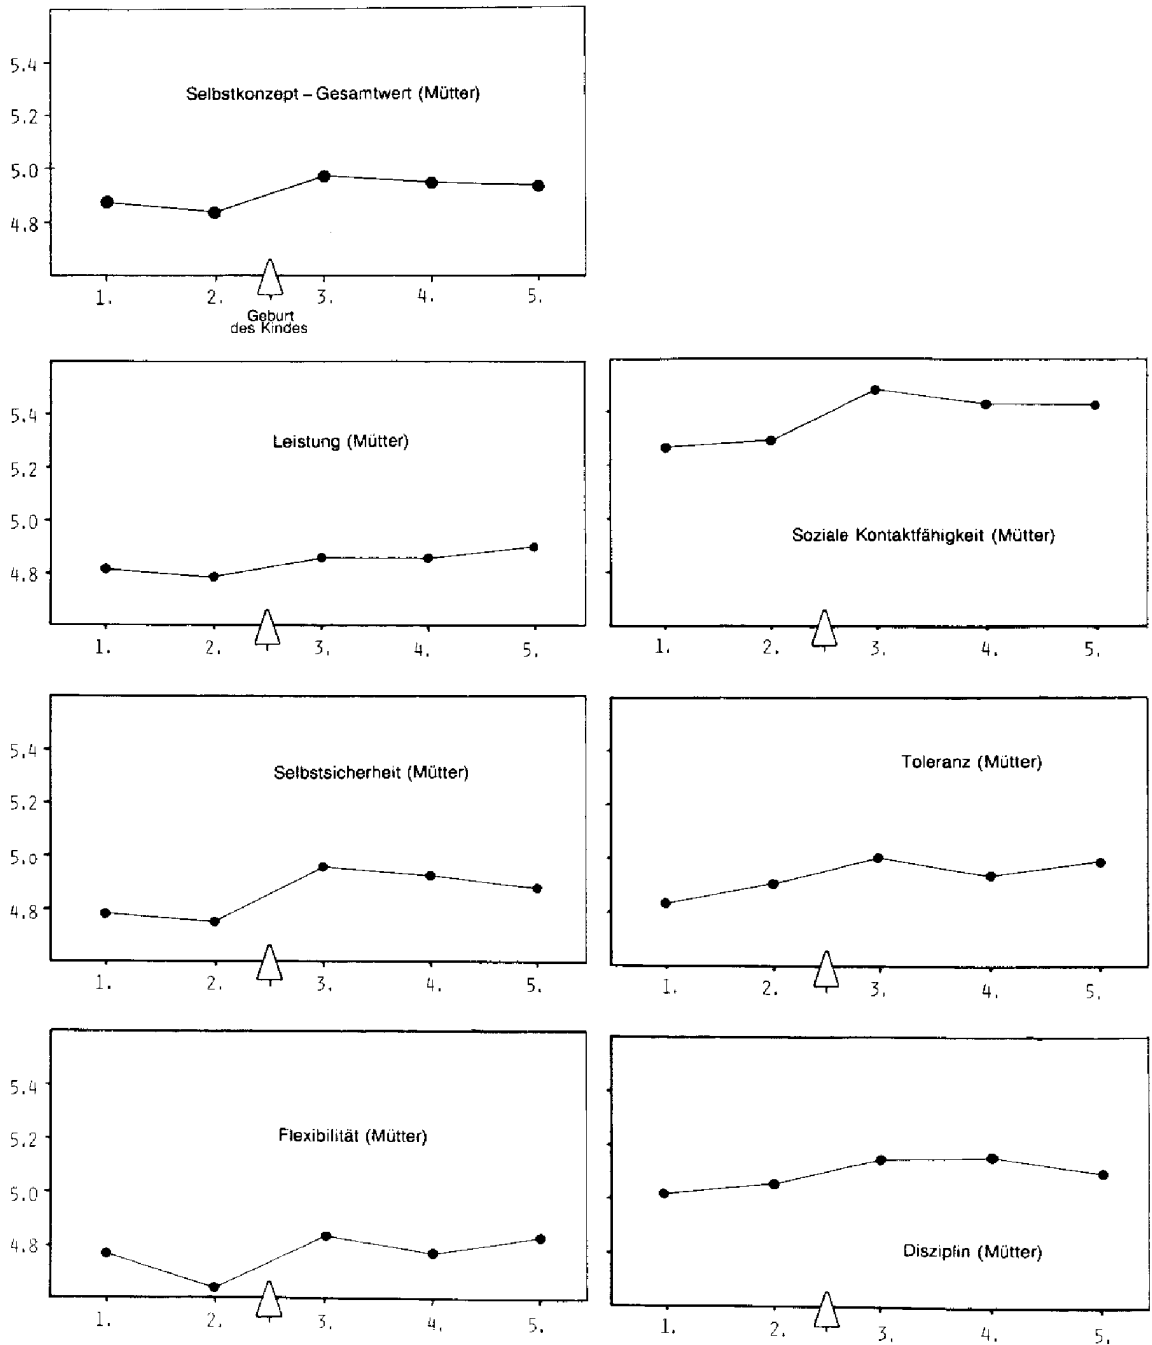 5.4
Selbstkonzept – Gesamtwert (Mütter)
5.2
5.0
4.8
1. 2. 3. 4. 5.
Geburt
des Kindes
5.4
Leistung (Mütter)
5.2
5.0
4.8
1. 2. 3. 4. 5.
Soziale Kontaktfähigkeit (Mütter)
1. 2. 3. 4. 5.
5.4
Selbstsicherheit (Mütter)
5.2
5.0
4.8
1. 2. 3. 4. 5.
Toleranz (Mütter)
1. 2. 3. 4. 5.
5.4
Flexibilität (Mütter)
5.2
5.0
4.8
1. 2. 3. 4. 5.
Disziplin (Mütter)
1. 2. 3. 4. 5.